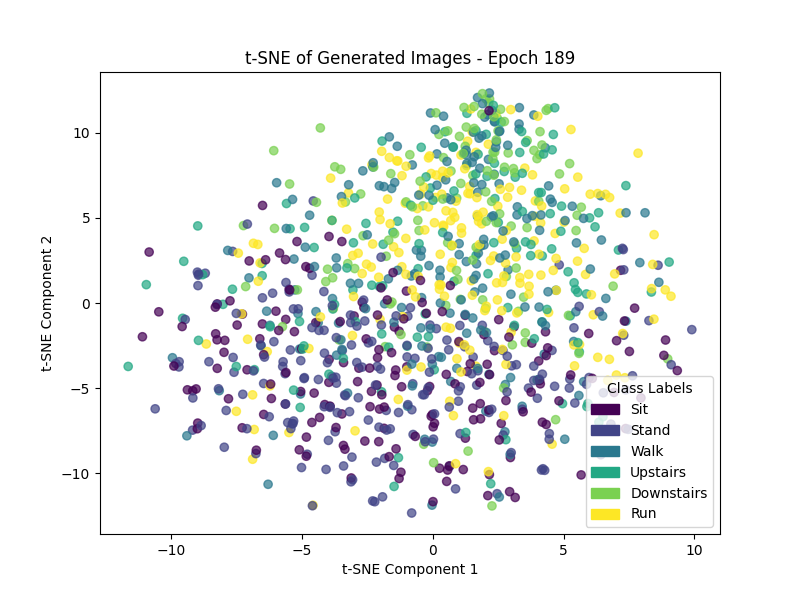 t-SNE of Generated Images - Epoch 189
t-SNE Component 2
10
5
0
−5
−10
Class Labels
Sit
Stand
Walk
Upstairs
Downstairs
Run
−10
−5
0
5
10
t-SNE Component 1